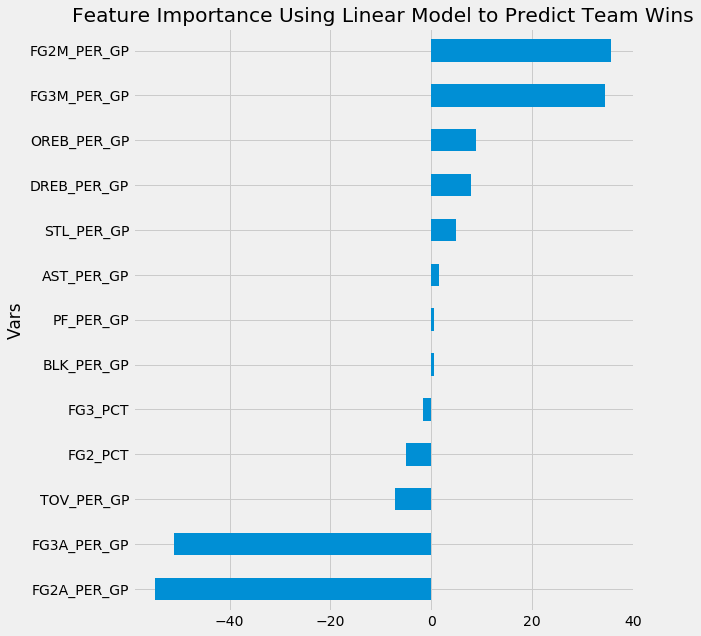 Feature Importance Using Linear Model to Predict Team Wins
FG2M_PER_GP
FG3M_PER_GP
OREB_PER_GP
DREB_PER_GP
STL_PER_GP
AST_PER_GP
PF_PER_GP
BLK_PER_GP
FG3_PCT
FG2_PCT
TOV_PER_GP
FG3A_PER_GP
FG2A_PER_GP
Vars
−40 −20 0 20 40